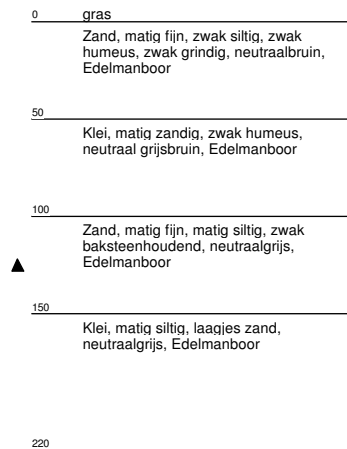 0 gras
Zand, matig fijn, zwak siltig, zwak
humeus, zwak grindig, neutraalbruin,
Edelmanboor
50
Klei, matig zandig, zwak humeus,
neutraal grijsbruin, Edelmanboor
100
Zand, matig fijn, matig siltig, zwak
baksteenhoudend, neutraalgrijs,
Edelmanboor
150
Klei, matig siltig, laagjes zand,
neutraalgrijs, Edelmanboor
220